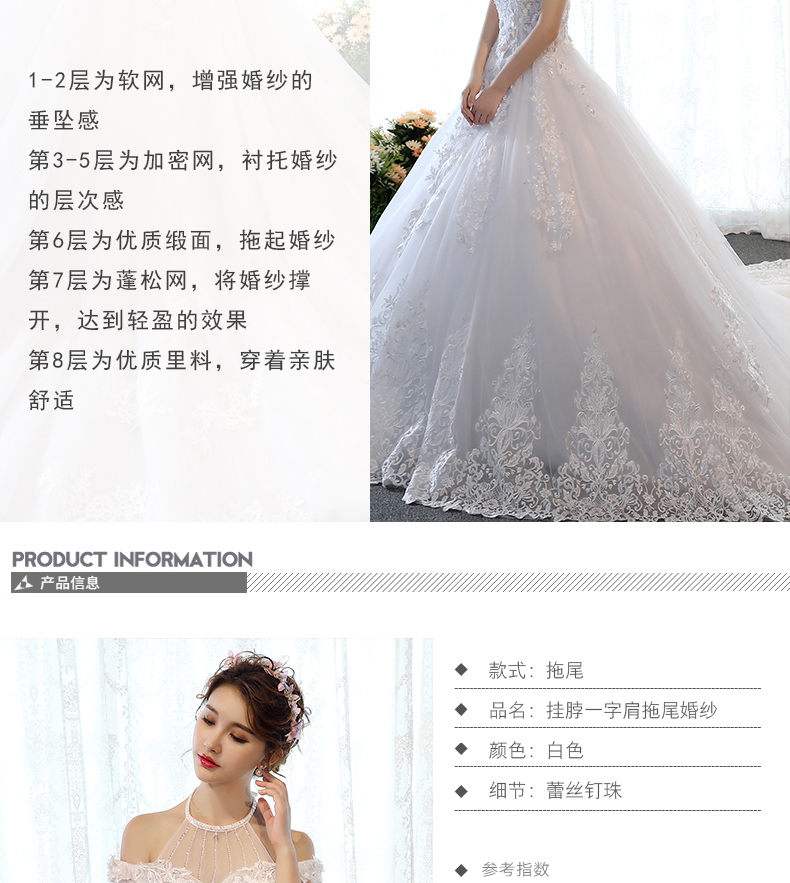 1-2层为软网，增强婚纱的
垂坠感
第3-5层为加密网，衬托婚纱
的层次感
第6层为优质缎面，拖起婚纱
第7层为蓬松网，将婚纱撑
开，达到轻盈的效果
第8层为优质里料，穿着亲肤
舒适
PRODUCT INFORMATION
产品信息
款式：拖尾
品名：挂脖一字肩拖尾婚纱
颜色：白色
细节：蕾丝钉珠
参考指数